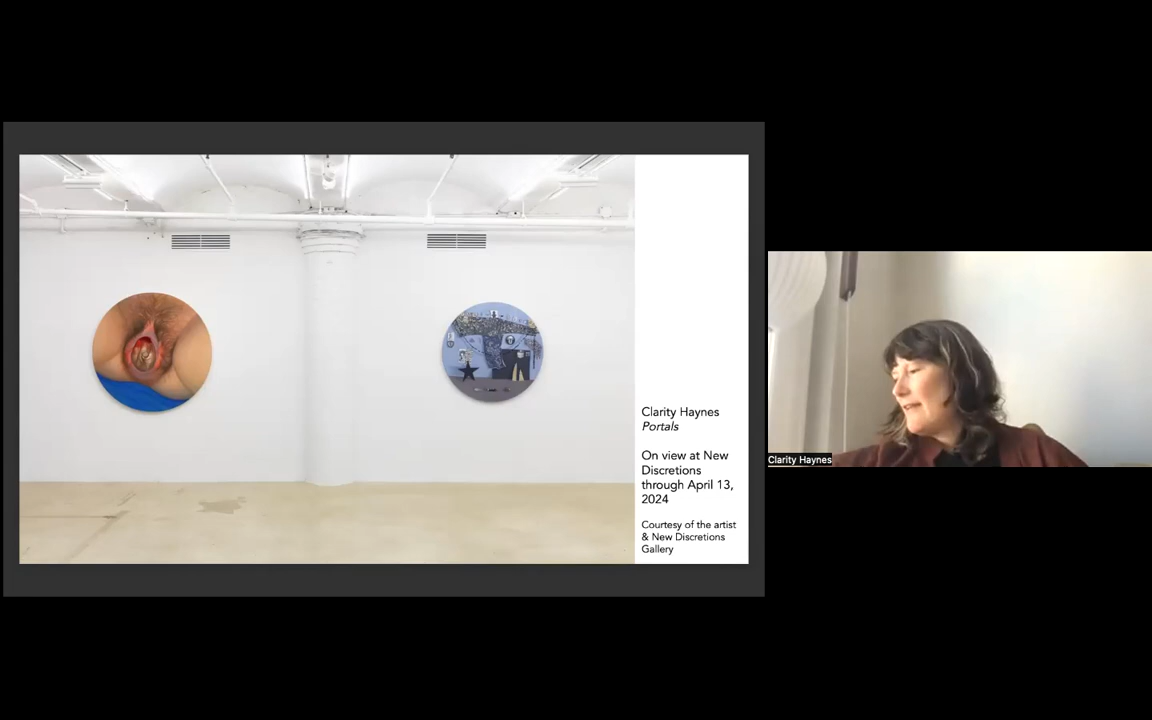 Clarity Haynes
Portals
On view at New
Discretions
through April 13,
2024
Courtesy of the artist
& New Discretions
Gallery
Clarity Haynes